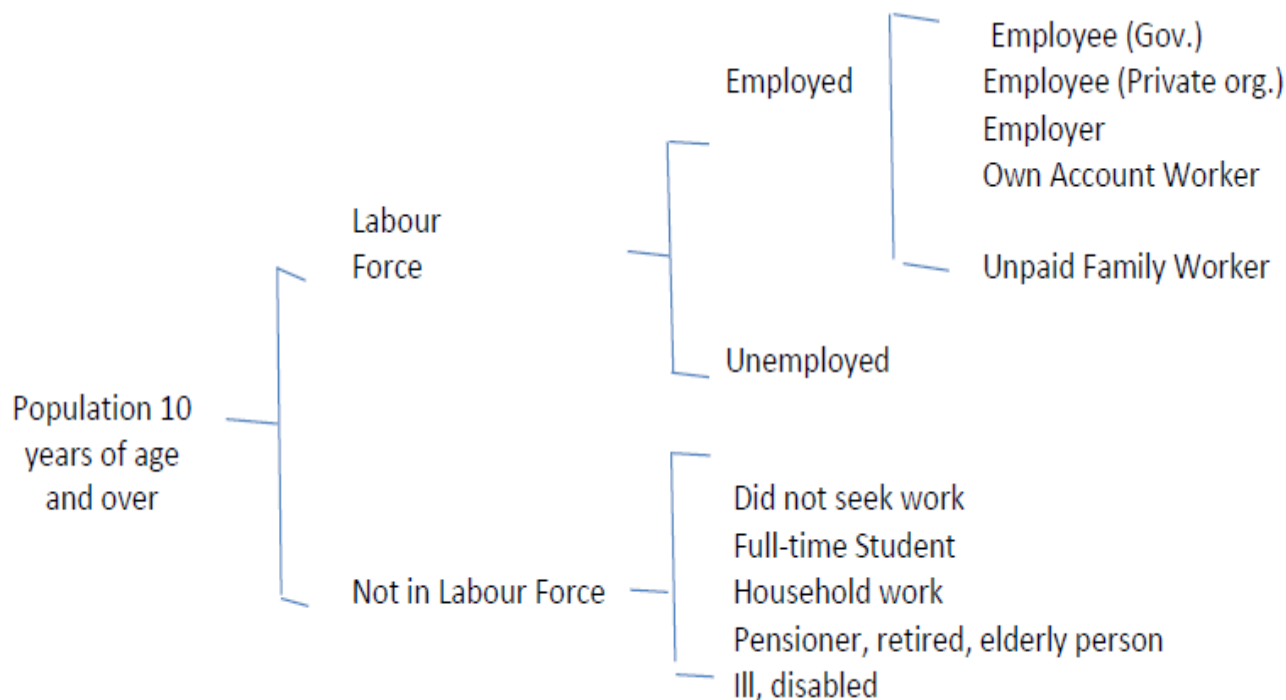 Employee (Gov.)
Employed
Employee (Private org.)
Employer
Own Account Worker
Labour
Force
Unpaid Family Worker
Unemployed
Population 10
years of age
and over
Did not seek work
Full-time Student
Not in Labour Force
Household work
Pensioner, retired, elderly person
Ill, disabled